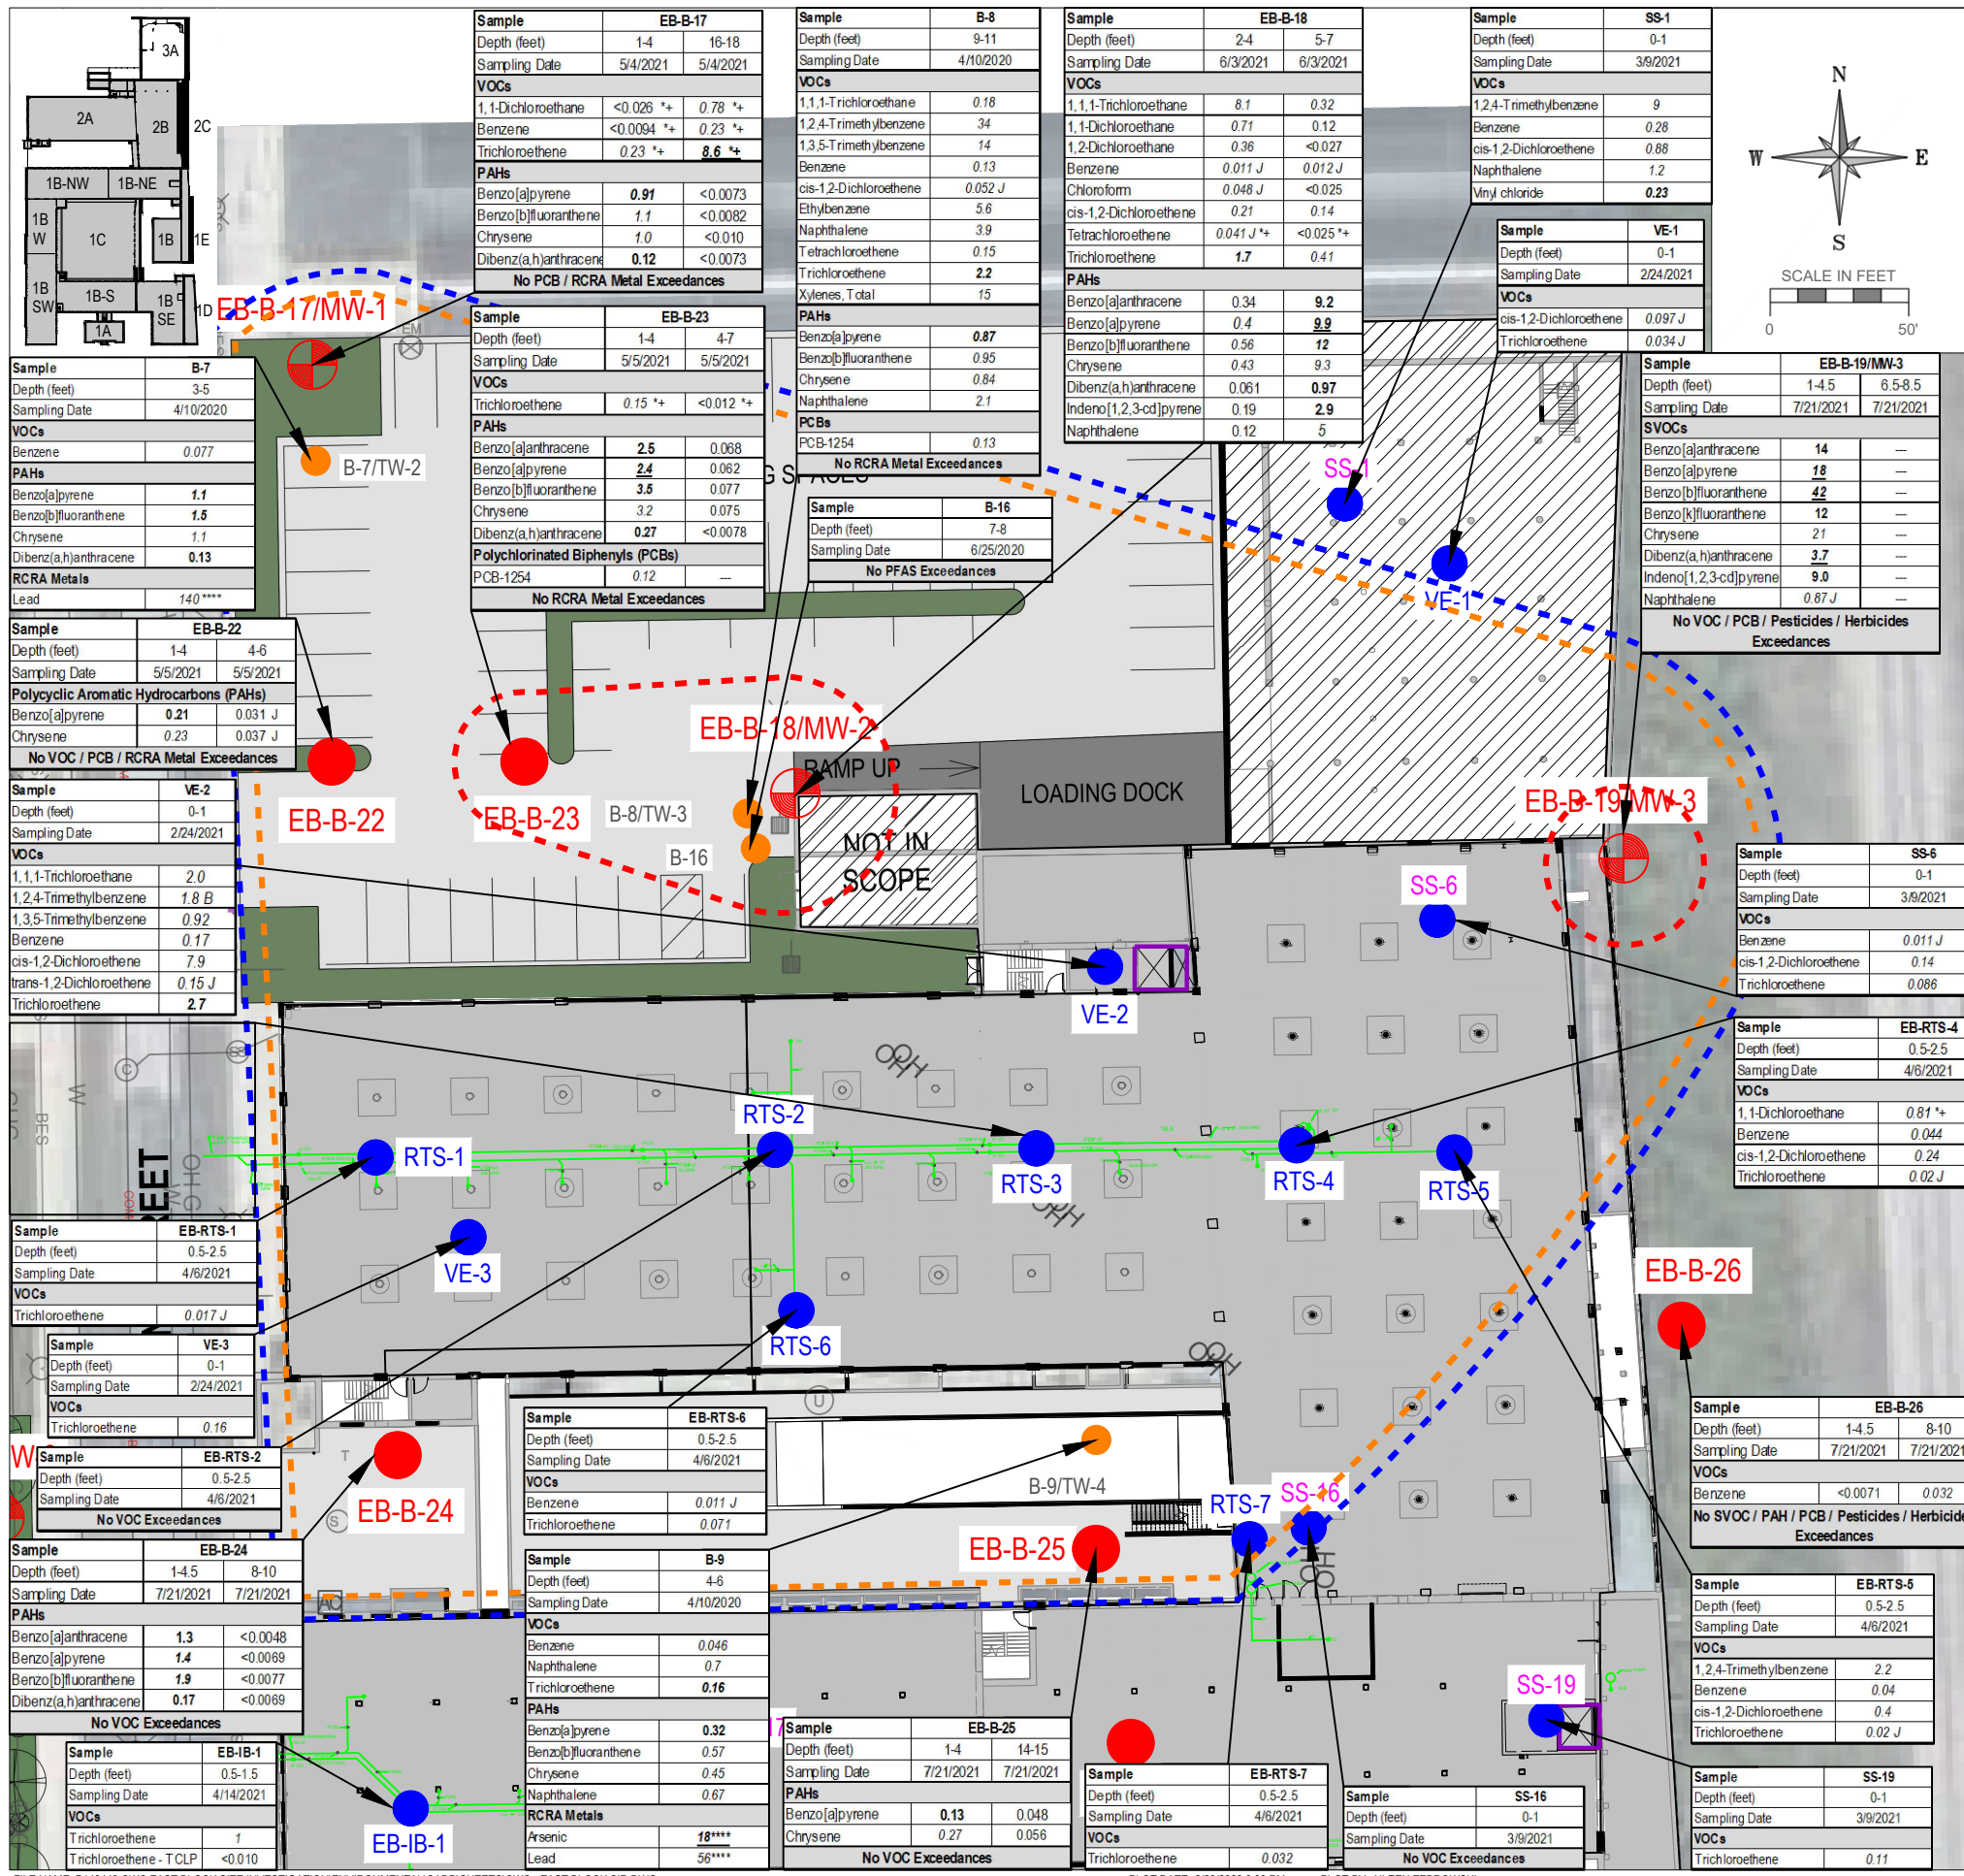 3A
2A
2B
2C
1B-NW
1B-NE
1B
W
1C
1B
1E
1B
SW
1B-S
1B
SE
1D
1A
Sample EB-B-17
Depth (feet) 1-4 16-18
Sampling Date 5/4/2021 5/4/2021
VOCs
1,1-Dichloroethane <0.026 *+ 0.78 *+
Benzene <0.0094 *+ 0.23 *+
Trichloroethene 0.23 *+ 8.6 *+
PAHs
Benzo[a]pyrene 0.91 <0.0073
Benzo[b]fluoranthene 1.1 <0.0082
Chrysene 1.0 <0.010
Dibenz(a,h)anthracene 0.12 <0.0073
No PCB / RCRA Metal Exceedances
Sample B-8
Depth (feet) 9-11
Sampling Date 4/10/2020
VOCs
1,1,1-Trichloroethane 0.18
1,2,4-Trimethylbenzene 34
1,3,5-Trimethylbenzene 14
Benzene 0.13
cis-1,2-Dichloroethene 0.052 J
Ethylbenzene 5.6
Naphthalene 3.9
Tetrachloroethene 0.15
Trichloroethene 2.2
Xylenes, Total 15
PAHs
Benzo[a]pyrene 0.87
Benzo[b]fluoranthene 0.95
Chrysene 0.84
Naphthalene 2.1
PCBs
PCB-1254 0.13
No RCRA Metal Exceedances
Sample EB-B-18
Depth (feet) 2-4 5-7
Sampling Date 6/3/2021 6/3/2021
VOCs
1,1,1-Trichloroethane 8.1 0.32
1,1-Dichloroethane 0.71 0.12
1,2-Dichloroethane 0.36 <0.027
Benzene 0.011 J 0.012 J
Chloroform 0.048 J <0.025
cis-1,2-Dichloroethene 0.21 0.14
Tetrachloroethene 0.041 J *+ <0.025 *+
Trichloroethene 1.7 0.41
PAHs
Benzo[a]anthracene 0.34 9.2
Benzo[a]pyrene 0.4 9.9
Benzo[b]fluoranthene 0.56 12
Chrysene 0.43 9.3
Dibenz(a,h)anthracene 0.061 0.97
Indeno[1,2,3-cd]pyrene 0.19 2.9
Naphthalene 0.12 5
Sample SS-1
Depth (feet) 0-1
Sampling Date 3/9/2021
VOCs
1,2,4-Trimethylbenzene 9
Benzene 0.28
cis-1,2-Dichloroethene 0.88
Naphthalene 1.2
Vinyl chloride 0.23
N
W
E
S
SCALE IN FEET
0 50'
Sample VE-1
Depth (feet) 0-1
Sampling Date 2/24/2021
VOCs
cis-1,2-Dichloroethene 0.097 J
Trichloroethene 0.034 J
EB-B-17/MW-1
EM
Sample EB-B-23
Depth (feet) 1-4 4-7
Sampling Date 5/5/2021 5/5/2021
VOCs
Trichloroethene 0.15 *+ <0.012 *+
PAHs
Benzo[a]anthracene 2.5 0.068
Benzo[a]pyrene 2.4 0.062
Benzo[b]fluoranthene 3.5 0.077
Chrysene 3.2 0.075
Dibenz(a,h)anthracene 0.27 <0.0078
Polychlorinated Biphenyls (PCBs)
PCB-1254 0.12 ---
No RCRA Metal Exceedances
Sample EB-B-19/MW-3
Depth (feet) 1-4.5 6.5-8.5
Sampling Date 7/21/2021 7/21/2021
SVOCs
Benzo[a]anthracene 14 ---
Benzo[a]pyrene 18 ---
Benzo[b]fluoranthene 42 ---
Benzo[k]fluoranthene 12 ---
Chrysene 21 ---
Dibenz(a,h)anthracene 3.7 ---
Indeno[1,2,3-cd]pyrene 9.0 ---
Naphthalene 0.87 J ---
No VOC / PCB / Pesticides / Herbicides
Exceedances
Sample B-7
Depth (feet) 3-5
Sampling Date 4/10/2020
VOCs
Benzene 0.077
PAHs
Benzo[a]pyrene 1.1
Benzo[b]fluoranthene 1.5
Chrysene 1.1
Dibenz(a,h)anthracene 0.13
RCRA Metals
Lead 140 ****
B-7/TW-2
G SPACES
SS-1
Sample B-16
Depth (feet) 7-8
Sampling Date 6/25/2020
No PFAS Exceedances
VE-1
Sample EB-B-22
Depth (feet) 1-4 4-6
Sampling Date 5/5/2021 5/5/2021
Polycyclic Aromatic Hydrocarbons (PAHs)
Benzo[a]pyrene 0.21 0.031 J
Chrysene 0.23 0.037 J
No VOC / PCB / RCRA Metal Exceedances
EB-B-18/MW-2
RAMP UP
LOADING DOCK
EB-B-19/MW-3
EB-B-22
EB-B-23
B-8/TW-3
NOT IN
SCOPE
B-16
Sample VE-2
Depth (feet) 0-1
Sampling Date 2/24/2021
VOCs
1,1,1-Trichloroethane 2.0
1,2,4-Trimethylbenzene 1.8 B
1,3,5-Trimethylbenzene 0.92
Benzene 0.17
cis-1,2-Dichloroethene 7.9
trans-1,2-Dichloroethene 0.15 J
Trichloroethene 2.7
SS-6
Sample SS-6
Depth (feet) 0-1
Sampling Date 3/9/2021
VOCs
Benzene 0.011 J
cis-1,2-Dichloroethene 0.14
Trichloroethene 0.086
VE-2
Sample EB-RTS-4
Depth (feet) 0.5-2.5
Sampling Date 4/6/2021
VOCs
1,1-Dichloroethane 0.81 *+
Benzene 0.044
cis-1,2-Dichloroethene 0.24
Trichloroethene 0.02 J
RTS-1
RTS-2
RTS-3
RTS-4
RTS-5
Sample EB-RTS-1
Depth (feet) 0.5-2.5
Sampling Date 4/6/2021
VOCs
Trichloroethene 0.017 J
VE-3
RTS-6
EB-B-26
Sample VE-3
Depth (feet) 0-1
Sampling Date 2/24/2021
VOCs
Trichloroethene 0.16
Sample EB-RTS-2
Depth (feet) 0.5-2.5
Sampling Date 4/6/2021
No VOC Exceedances
EB-B-24
Sample EB-RTS-6
Depth (feet) 0.5-2.5
Sampling Date 4/6/2021
VOCs
Benzene 0.011 J
Trichloroethene 0.071
B-9/TW-4
RTS-7
SS-16
EB-B-25
Sample EB-B-26
Depth (feet) 1-4.5 8-10
Sampling Date 7/21/2021 7/21/2021
VOCs
Benzene <0.0071 0.032
No SVOC / PAH / PCB / Pesticides / Herbicide
Exceedances
Sample EB-B-24
Depth (feet) 1-4.5 8-10
Sampling Date 7/21/2021 7/21/2021
PAHs
Benzo[a]anthracene 1.3 <0.0048
Benzo[a]pyrene 1.4 <0.0069
Benzo[b]fluoranthene 1.9 <0.0077
Dibenz(a,h)anthracene 0.17 <0.0069
No VOC Exceedances
AC
Sample B-9
Depth (feet) 4-6
Sampling Date 4/10/2020
VOCs
Benzene 0.046
Naphthalene 0.7
Trichloroethene 0.16
PAHs
Benzo[a]pyrene 0.32
Benzo[b]fluoranthene 0.57
Chrysene 0.45
Naphthalene 0.67
RCRA Metals
Arsenic 18****
Lead 56****
Sample EB-RTS-5
Depth (feet) 0.5-2.5
Sampling Date 4/6/2021
VOCs
1,2,4-Trimethylbenzene 2.2
Benzene 0.04
cis-1,2-Dichloroethene 0.4
Trichloroethene 0.02 J
SS-19
Sample EB-IB-1
Depth (feet) 0.5-1.5
Sampling Date 4/14/2021
VOCs
Trichloroethene 1
Trichloroethene - TCLP <0.010
EB-IB-1
Sample EB-B-25
Depth (feet) 1-4 14-15
Sampling Date 7/21/2021 7/21/2021
PAHs
Benzo[a]pyrene 0.13 0.048
Chrysene 0.27 0.056
No VOC Exceedances
Sample EB-RTS-7
Depth (feet) 0.5-2.5
Sampling Date 4/6/2021
VOCs
Trichloroethene 0.032
Sample SS-16
Depth (feet) 0-1
Sampling Date 3/9/2021
No VOC Exceedances
Sample SS-19
Depth (feet) 0-1
Sampling Date 3/9/2021
VOCs
Trichloroethene 0.11